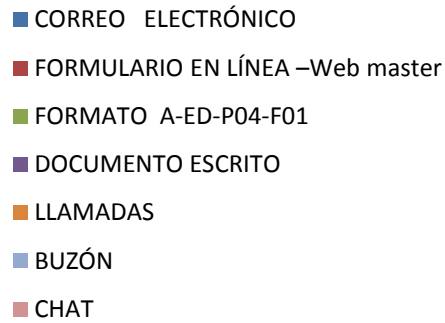 CORREO ELECTRÓNICO
FORMULARIO EN LÍNEA –Web master
FORMATO A-ED-P04-F01
DOCUMENTO ESCRITO
LLAMADAS
BUZÓN
CHAT